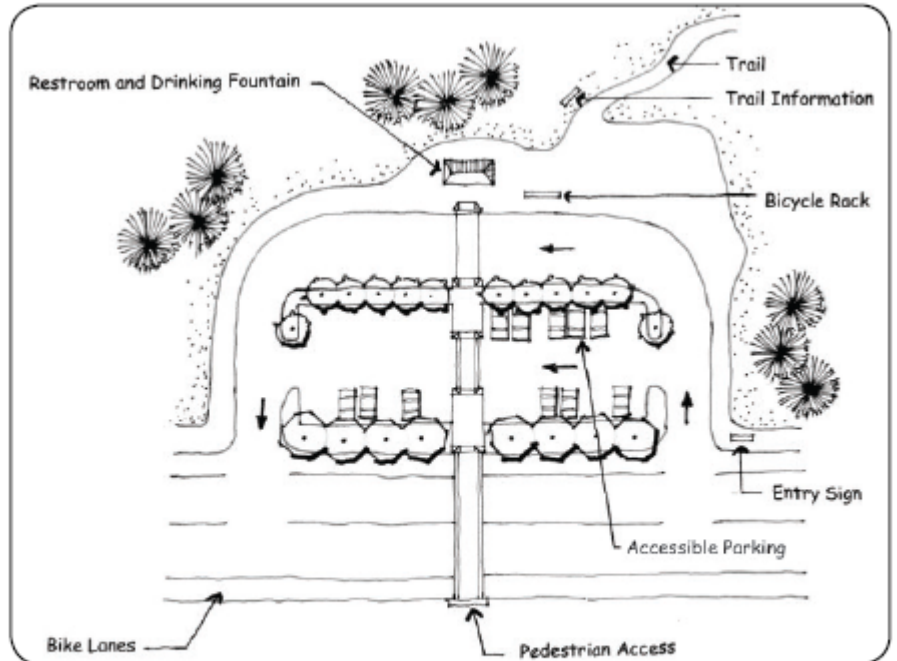 Restroom and Drinking Fountain
Trail
Trail Information
Bicycle Rack
Entry Sign
Accessible Parking
Bike Lanes
Pedestrian Access